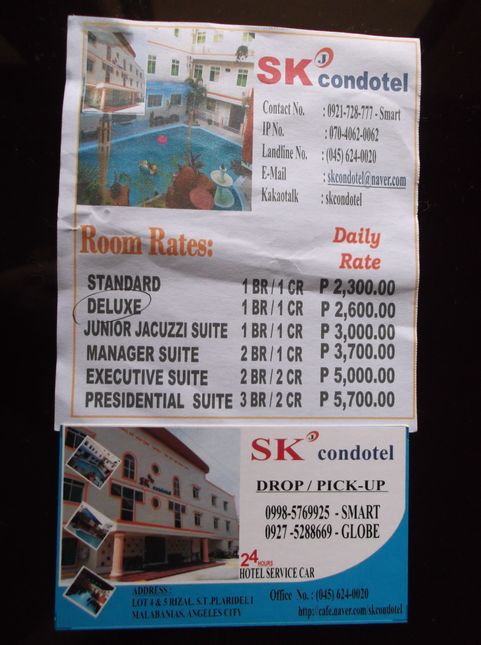 SK J condotel
Contact No. : 0921-728-777 - Smart
IP No. : 070-4062-0062
Landline No. : (045) 624-0020
E-Mail : skcondotel@naver.com
Kakaotalk : skcondotel
Room Rates: Daily Rate
STANDARD 1 BR / 1 CR P 2,300.00
DELUXE 1 BR / 1 CR P 2,600.00
JUNIOR JACUZZI SUITE 1 BR / 1 CR P 3,000.00
MANAGER SUITE 2 BR / 1 CR P 3,700.00
EXECUTIVE SUITE 2 BR / 2 CR P 5,000.00
PRESIDENTIAL SUITE 3 BR / 2 CR P 5,700.00
SK J condotel
DROP / PICK-UP
0998-5769925 - SMART
0927 -5288669 - GLOBE
24 HOURS
HOTEL SERVICE CAR
ADDRESS :
LOT 4 & 5 RIZAL. S.T .PLARIDEL 1
MALABANIAS, ANGELES CITY
Office No. : (045) 624-0020
http://cafe.naver.com/skcondotel
SK condotel